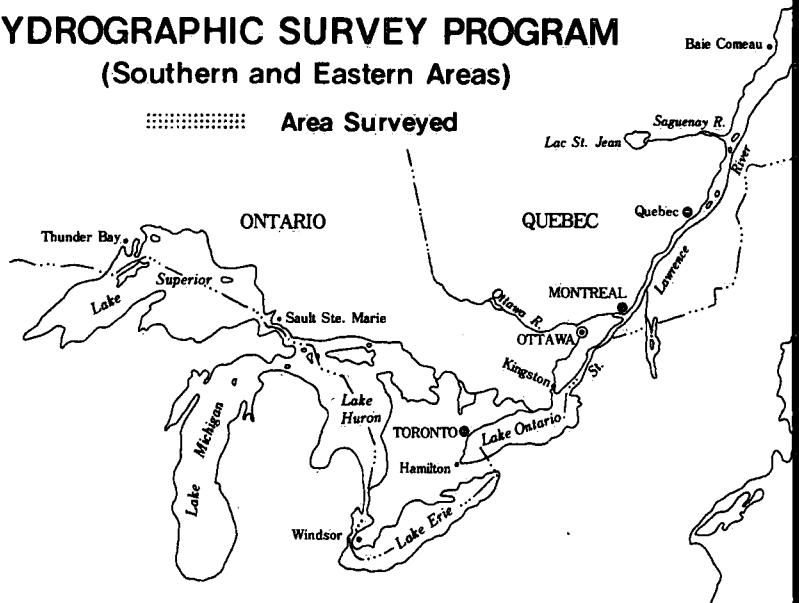 YDROGRAPHIC SURVEY PROGRAM
(Southern and Eastern Areas)
Area Surveyed
Baie Comeau
Saguenay R.
Lac St. Jean
River
Quebec
ONTARIO
QUEBEC
Thunder Bay
Lake Superior
Lawrence
MONTREAL
Ottawa R.
Sault Ste. Marie
OTTAWA
St.
Kingston
Lake Huron
Lake Michigan
TORONTO
Lake Ontario
Hamilton
Windsor
Lake Erie